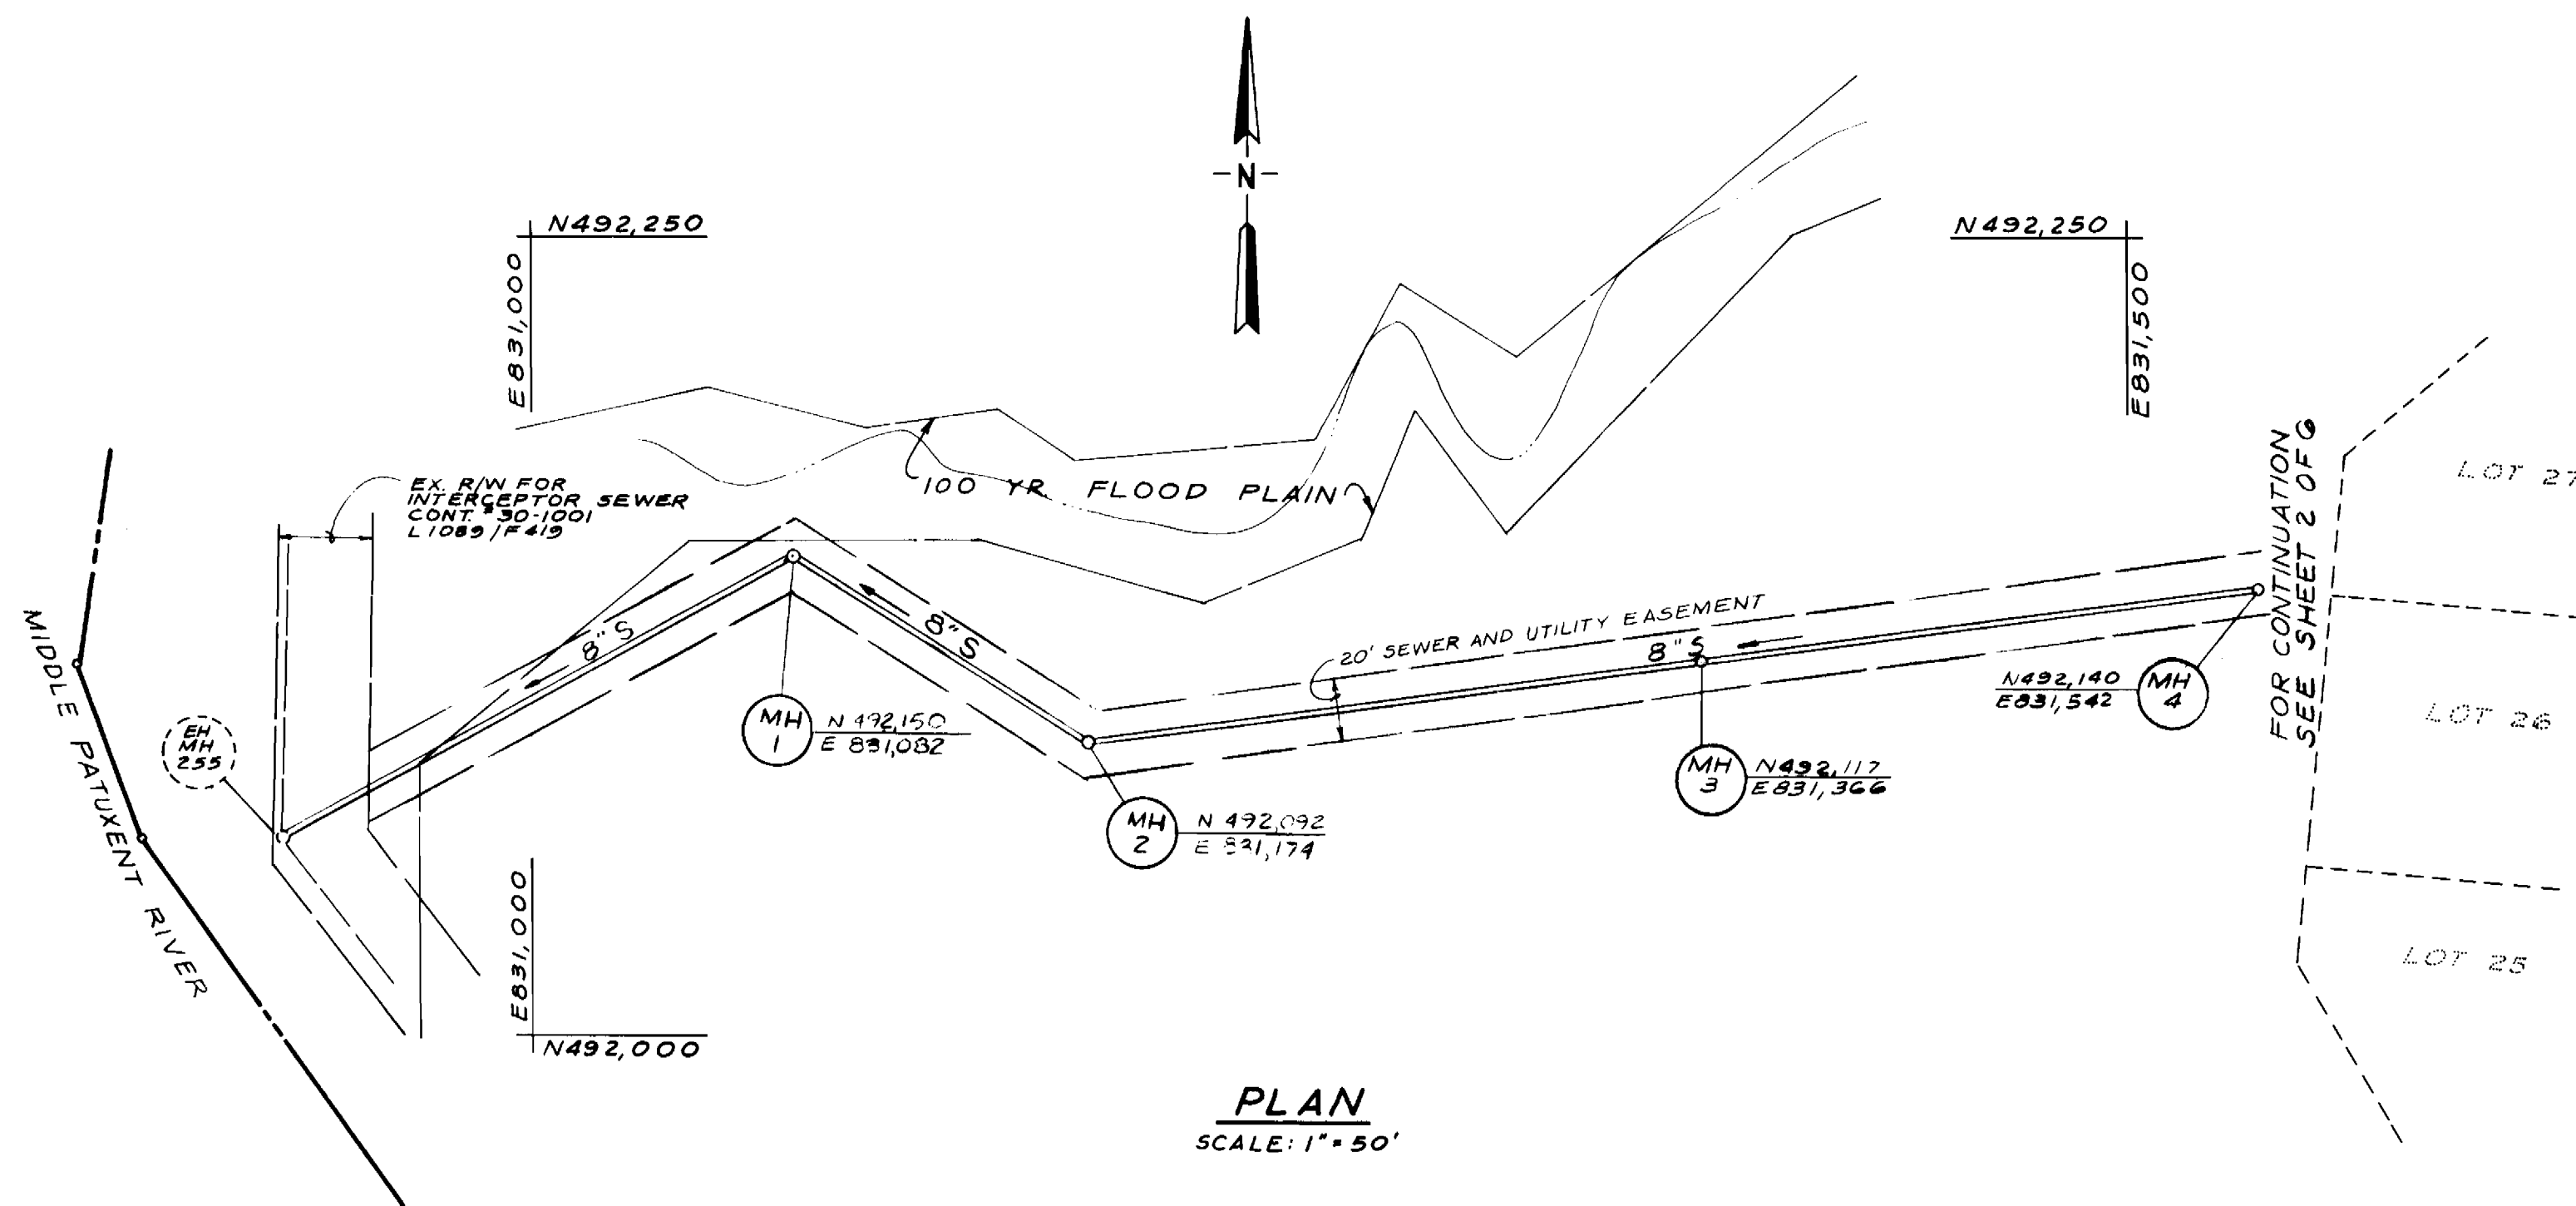 -N-
N492,250
E831,000
N492,250
E831,500
EX. R/W FOR
INTERCEPTOR SEWER
CONT. #30-1001
L1089/F419
100 YR. FLOOD PLAIN
FOR CONTINUATION
SEE SHEET 2 OF 6
LOT 27
LOT 26
LOT 25
MIDDLE PATUXENT RIVER
EH
MH
255
8"S
8"S
8"S
20' SEWER AND UTILITY EASEMENT
MH
1
N 492,150
E 831,082
MH
2
N 492,092
E 831,174
MH
3
N492,117
E831,366
N492,140
E831,542
MH
4
E831,000
N492,000
PLAN
SCALE: 1"=50'